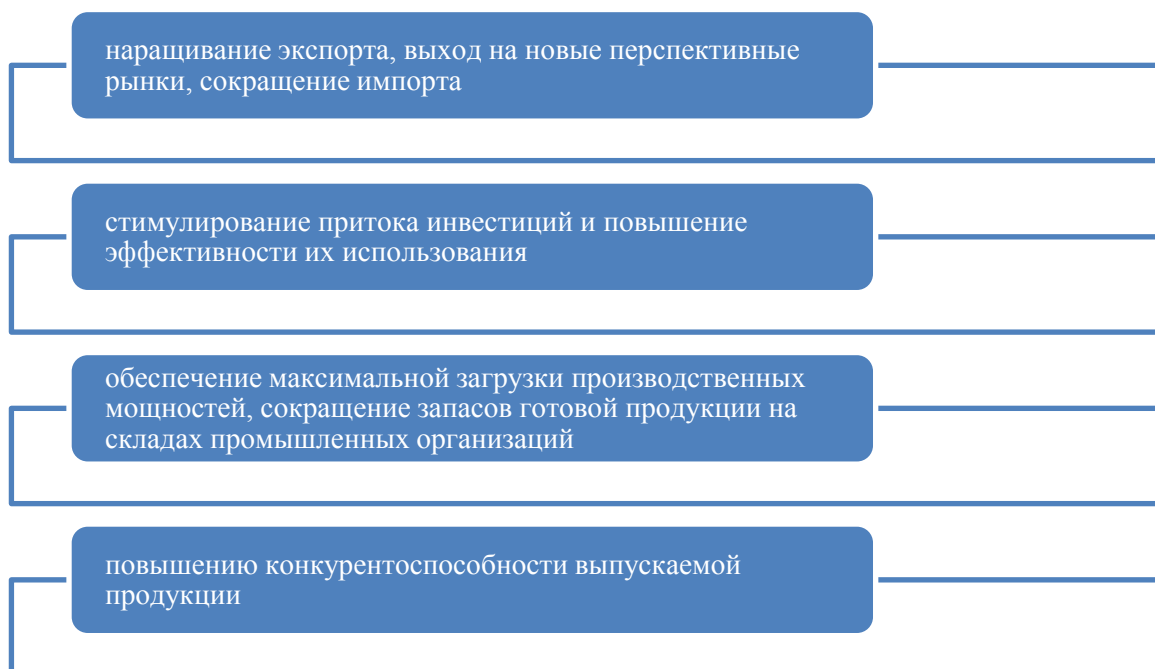 наращивание экспорта, выход на новые перспективные
рынки, сокращение импорта
стимулирование притока инвестиций и повышение
эффективности их использования
обеспечение максимальной загрузки производственных
мощностей, сокращение запасов готовой продукции на
складах промышленных организаций
повышению конкурентоспособности выпускаемой
продукции